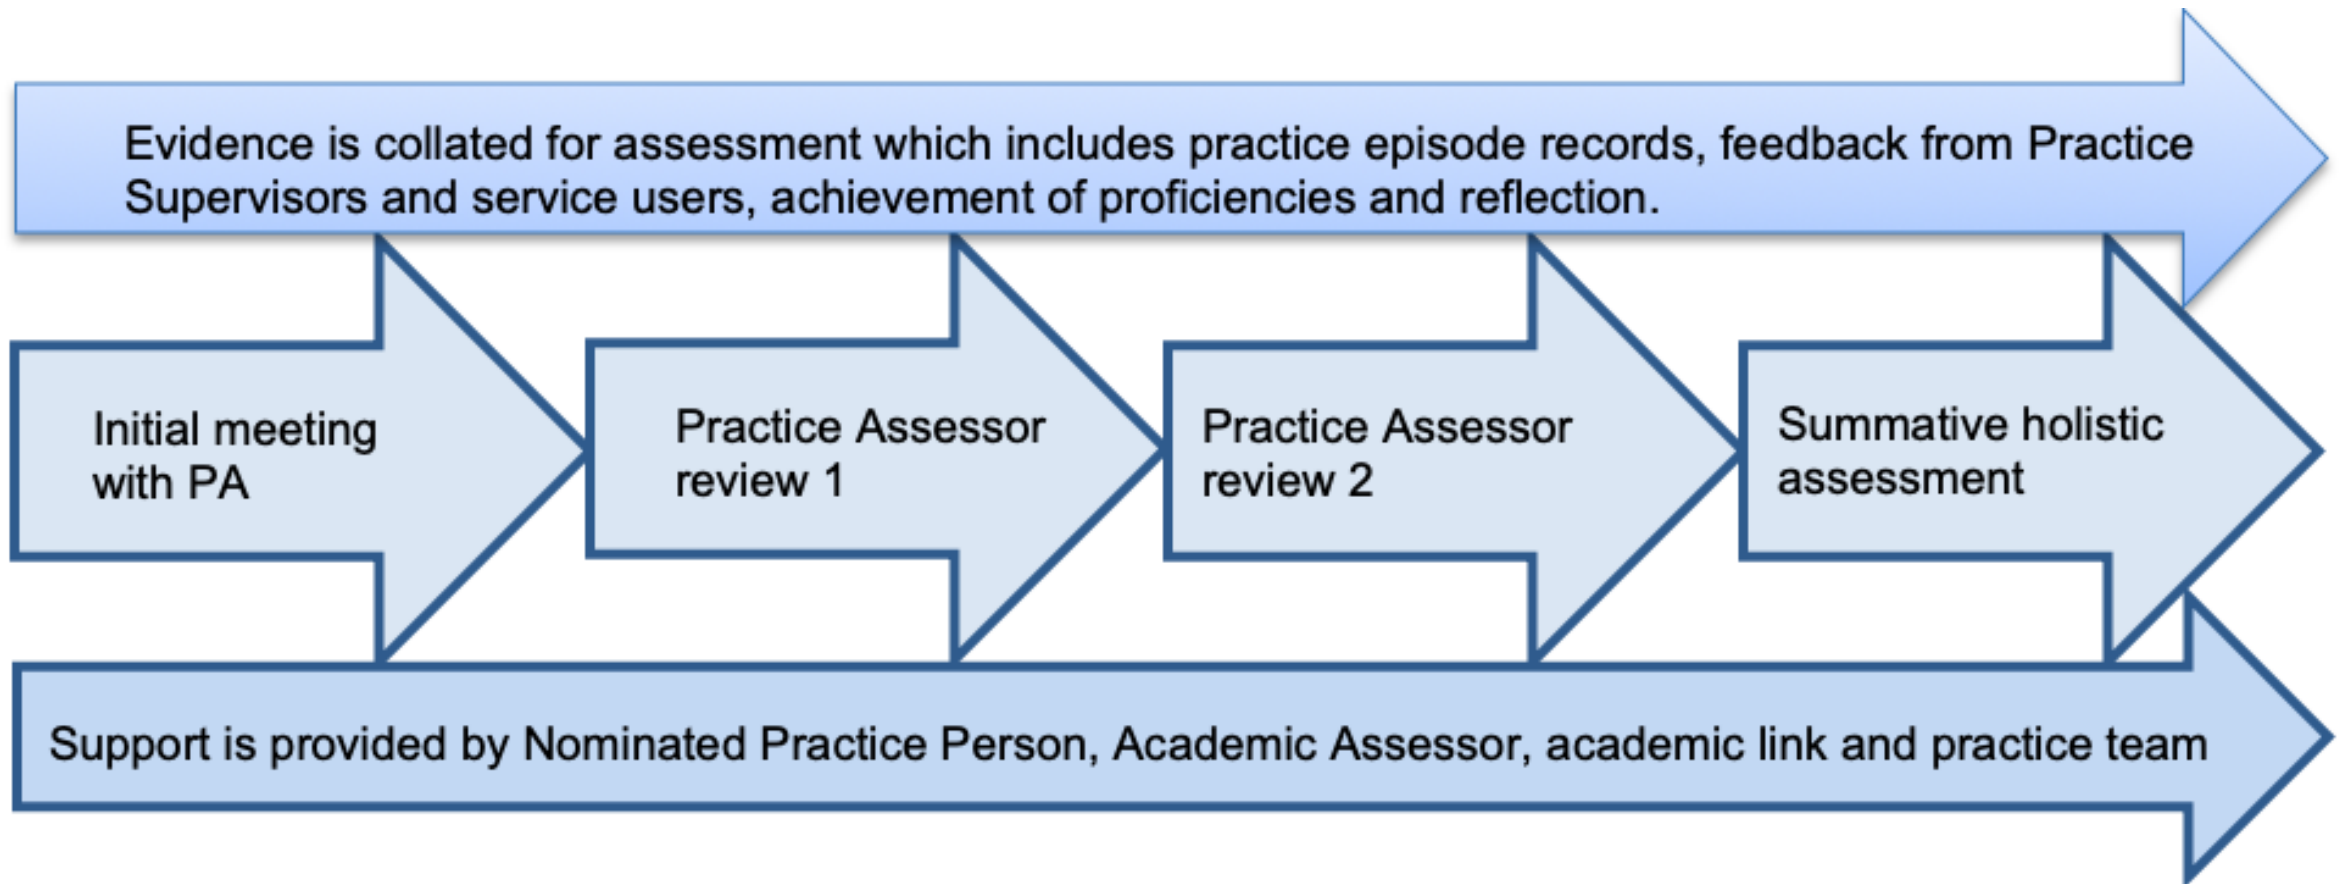 Evidence is collated for assessment which includes practice episode records, feedback from Practice
Supervisors and service users, achievement of proficiencies and reflection.
Initial meeting
with PA
Practice Assessor
review 1
Practice Assessor
review 2
Summative holistic
assessment
Support is provided by Nominated Practice Person, Academic Assessor, academic link and practice team